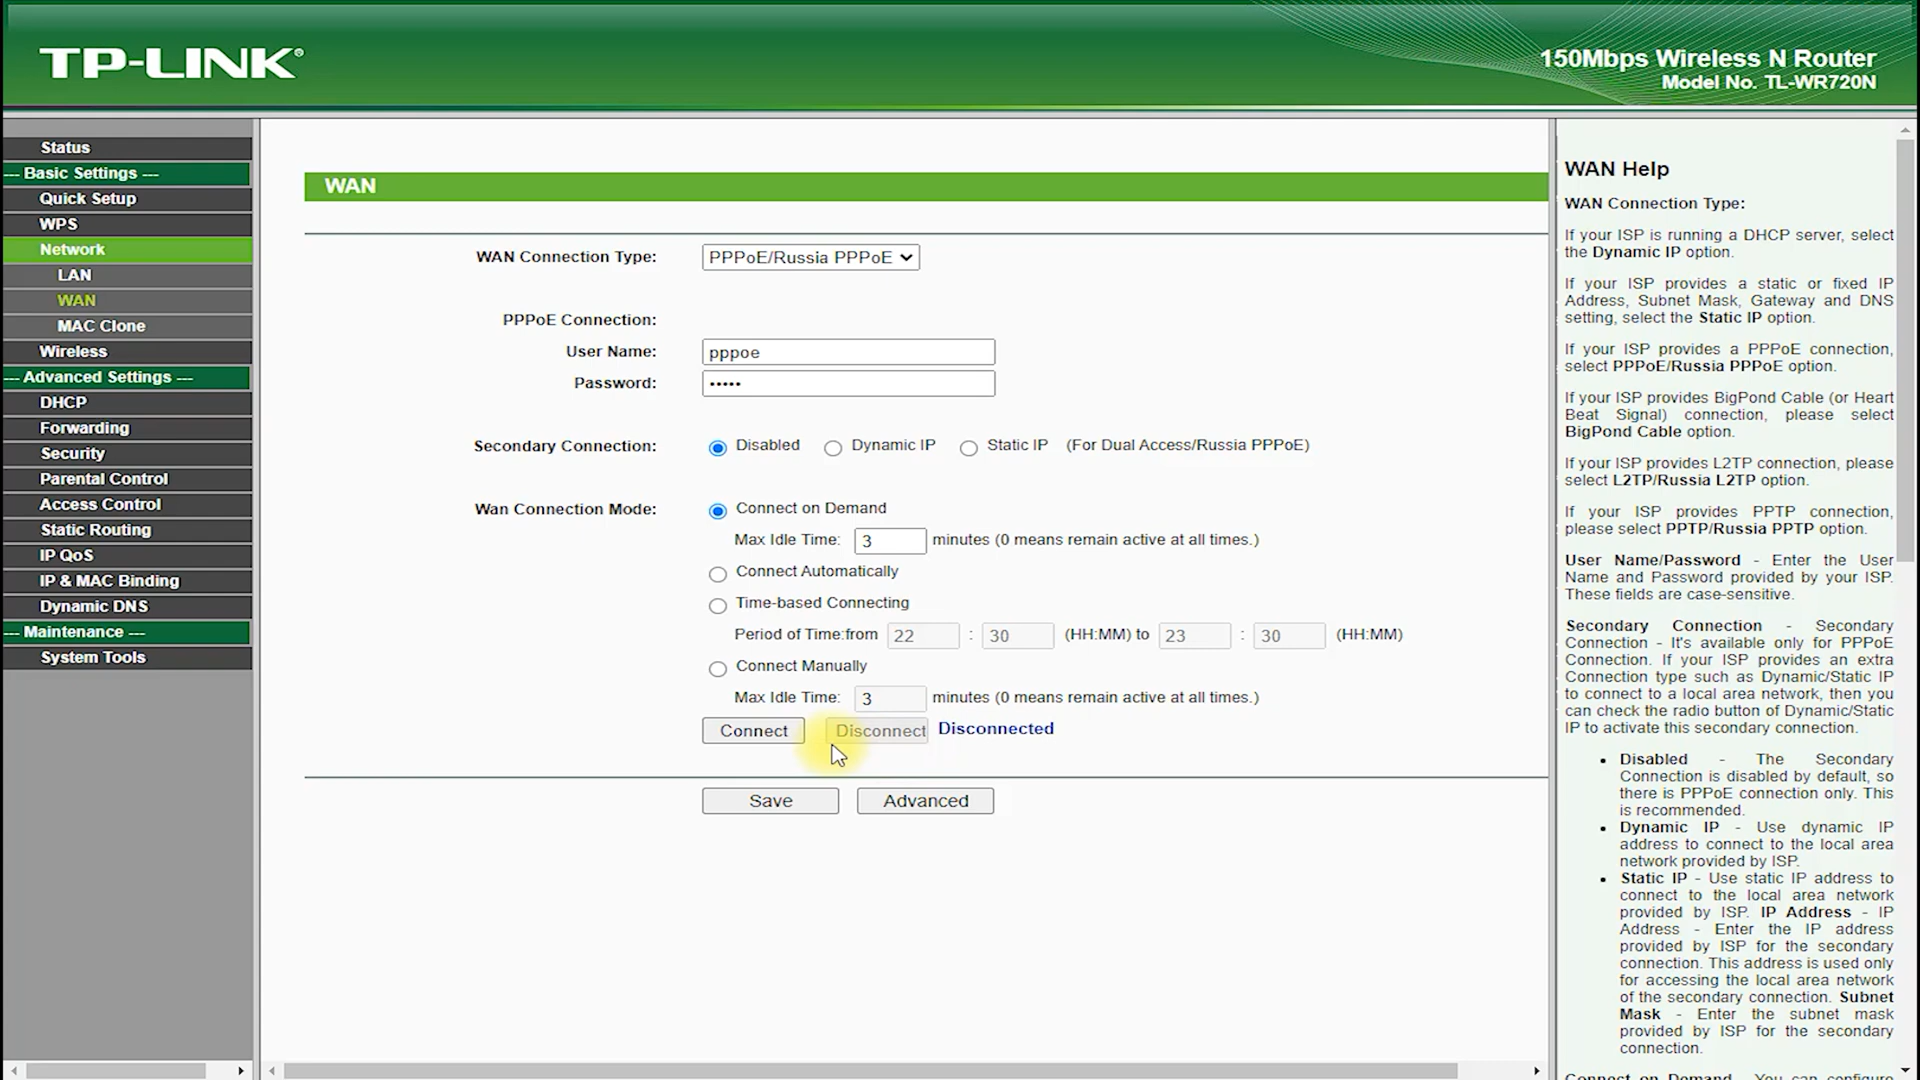 TP-LINK®
150Mbps Wireless N Router
Model No. TL-WR720N
Status
--- Basic Settings ---
Quick Setup
WPS
Network
LAN
WAN
MAC Clone
Wireless
--- Advanced Settings ---
DHCP
Forwarding
Security
Parental Control
Access Control
Static Routing
IP QoS
IP & MAC Binding
Dynamic DNS
--- Maintenance ---
System Tools
WAN
WAN Connection Type: PPPoE/Russia PPPoE
PPPoE Connection:
User Name: pppoe
Password: •••••
Secondary Connection: Disabled Dynamic IP Static IP (For Dual Access/Russia PPPoE)
Wan Connection Mode: Connect on Demand
Max Idle Time: 3 minutes (0 means remain active at all times.)
Connect Automatically
Time-based Connecting
Period of Time:from 22 : 30 (HH:MM) to 23 : 30 (HH:MM)
Connect Manually
Max Idle Time: 3 minutes (0 means remain active at all times.)
Connect Disconnect Disconnected
Save Advanced
WAN Help
WAN Connection Type:
If your ISP is running a DHCP server, select
the Dynamic IP option.
If your ISP provides a static or fixed IP
Address, Subnet Mask, Gateway and DNS
setting, select the Static IP option.
If your ISP provides a PPPoE connection,
select PPPoE/Russia PPPoE option.
If your ISP provides BigPond Cable (or Heart
Beat Signal) connection, please select
BigPond Cable option.
If your ISP provides L2TP connection, please
select L2TP/Russia L2TP option.
If your ISP provides PPTP connection,
please select PPTP/Russia PPTP option.
User Name/Password - Enter the User
Name and Password provided by your ISP.
These fields are case-sensitive.
Secondary Connection - Secondary
Connection - It's available only for PPPoE
Connection. If your ISP provides an extra
Connection type such as Dynamic/Static IP
to connect to a local area network, then you
can check the radio button of Dynamic/Static
IP to activate this secondary connection.
• Disabled - The Secondary
Connection is disabled by default, so
there is PPPoE connection only. This
is recommended.
• Dynamic IP - Use dynamic IP
address to connect to the local area
network provided by ISP.
• Static IP - Use static IP address to
connect to the local area network
provided by ISP. IP Address - IP
Address - Enter the IP address
provided by ISP for the secondary
connection. This address is used only
for accessing the local area network
of the secondary connection. Subnet
Mask - Enter the subnet mask
provided by ISP for the secondary
connection.
Connect on Demand - You can configure